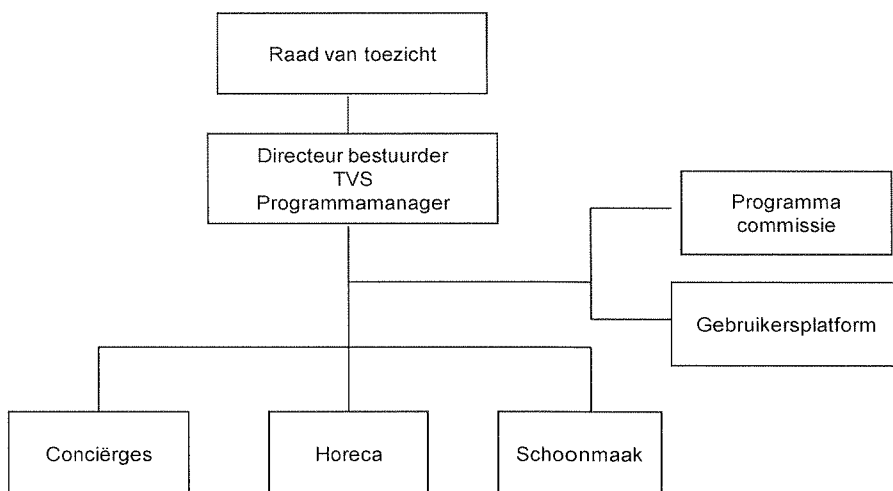 Raad van toezicht
Directeur bestuurder
TVS
Programmamanager
Programma
commissie
Gebruikersplatform
Conciërges
Horeca
Schoonmaak